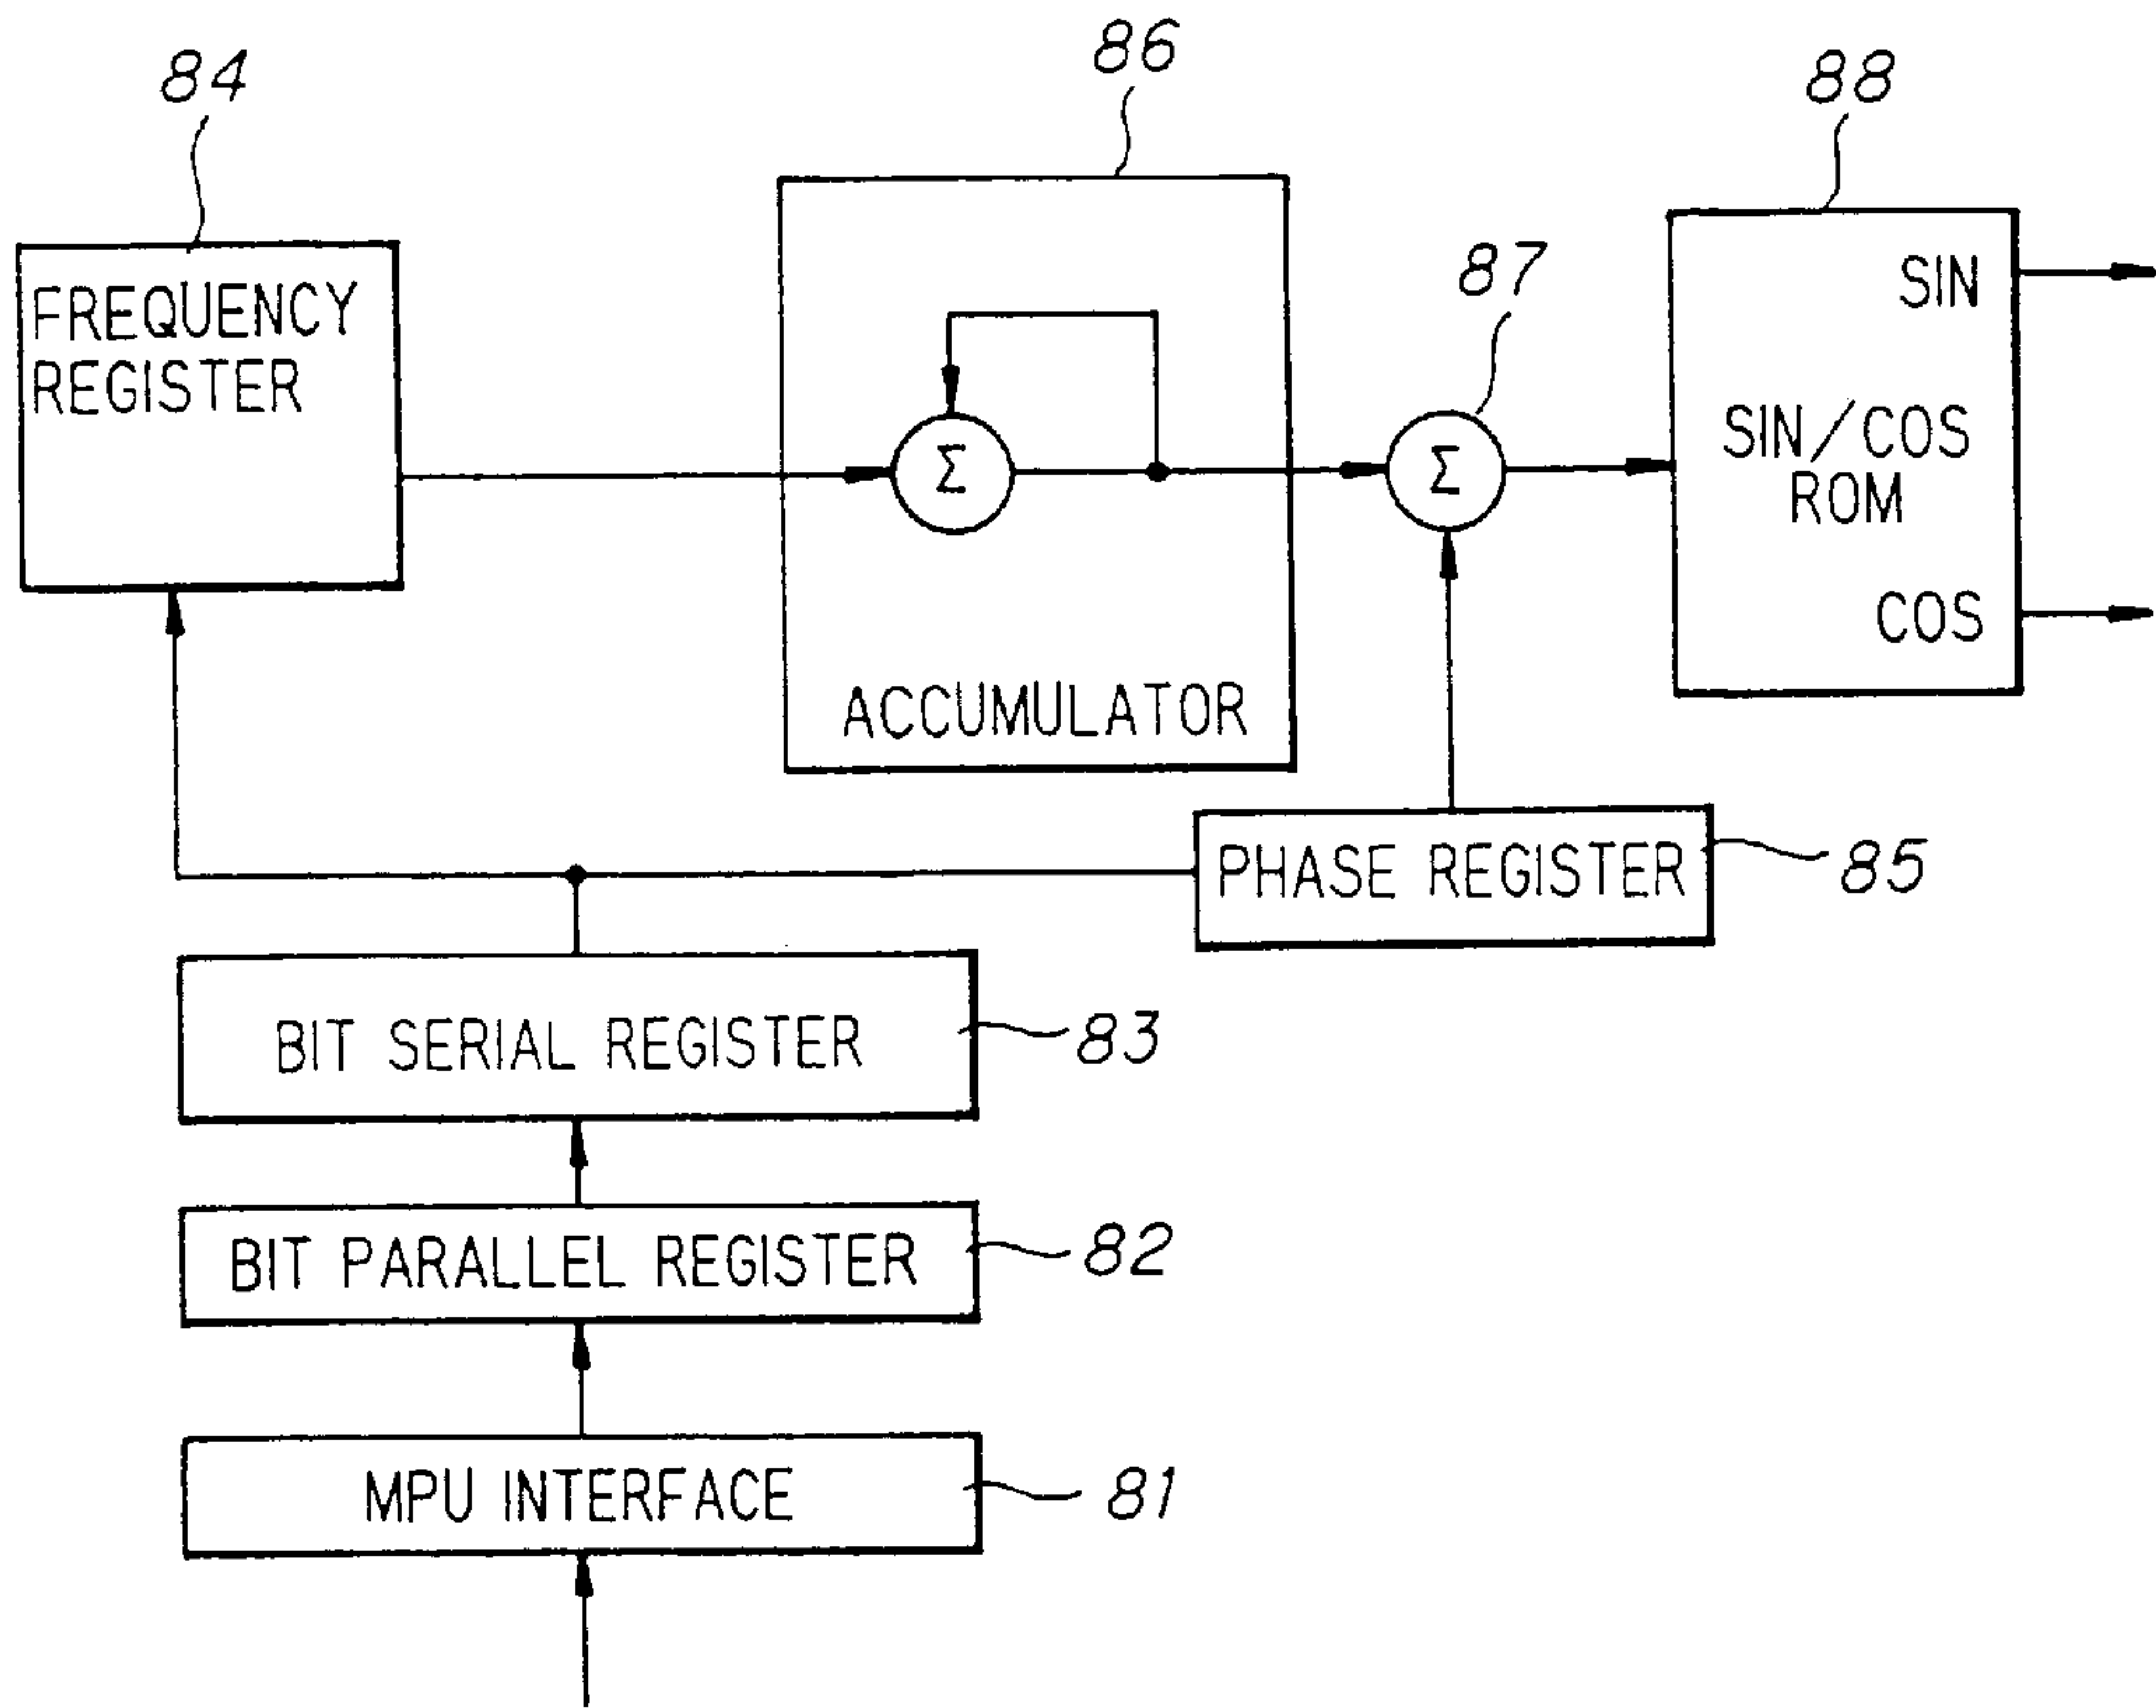 84
86
88
FREQUENCY
REGISTER
87
SIN
Σ
Σ
SIN/COS
ROM
COS
ACCUMULATOR
PHASE REGISTER
85
BIT SERIAL REGISTER
83
BIT PARALLEL REGISTER
82
MPU INTERFACE
81